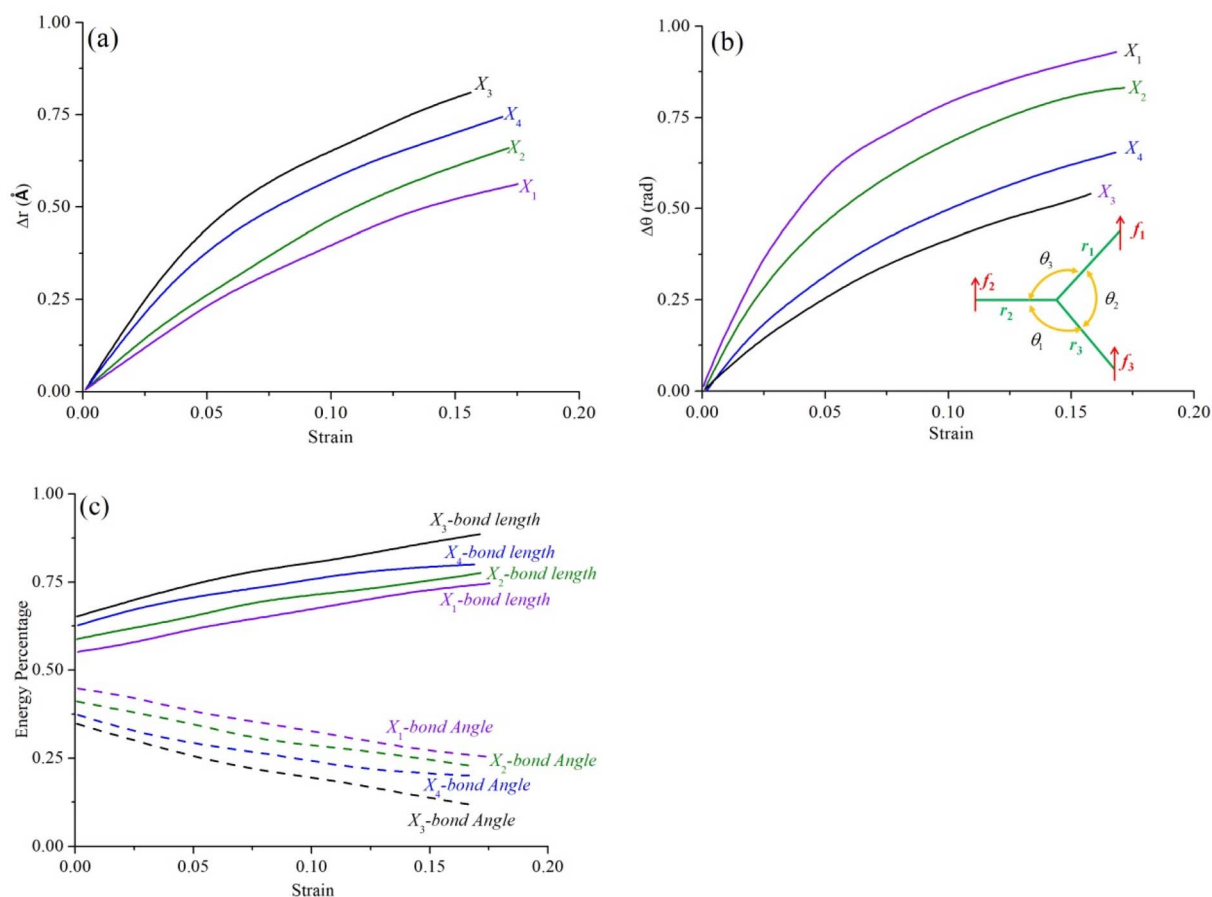 (a)
1.00
0.75
0.50
0.25
0.00
Δr (Å)
X₃
X₄
X₂
X₁
0.00 0.05 0.10 0.15 0.20
Strain
(b)
1.00
0.75
0.50
0.25
0.00
Δθ (rad)
X₁
X₂
X₄
X₃
f₁
r₁
θ₃
f₂
θ₂
r₂
θ₁
r₃
f₃
0.00 0.05 0.10 0.15 0.20
Strain
(c)
1.00
0.75
0.50
0.25
0.00
Energy Percentage
X₃-bond length
X₄-bond length
X₂-bond length
X₁-bond length
X₁-bond Angle
X₂-bond Angle
X₄-bond Angle
X₃-bond Angle
0.00 0.05 0.10 0.15 0.20
Strain